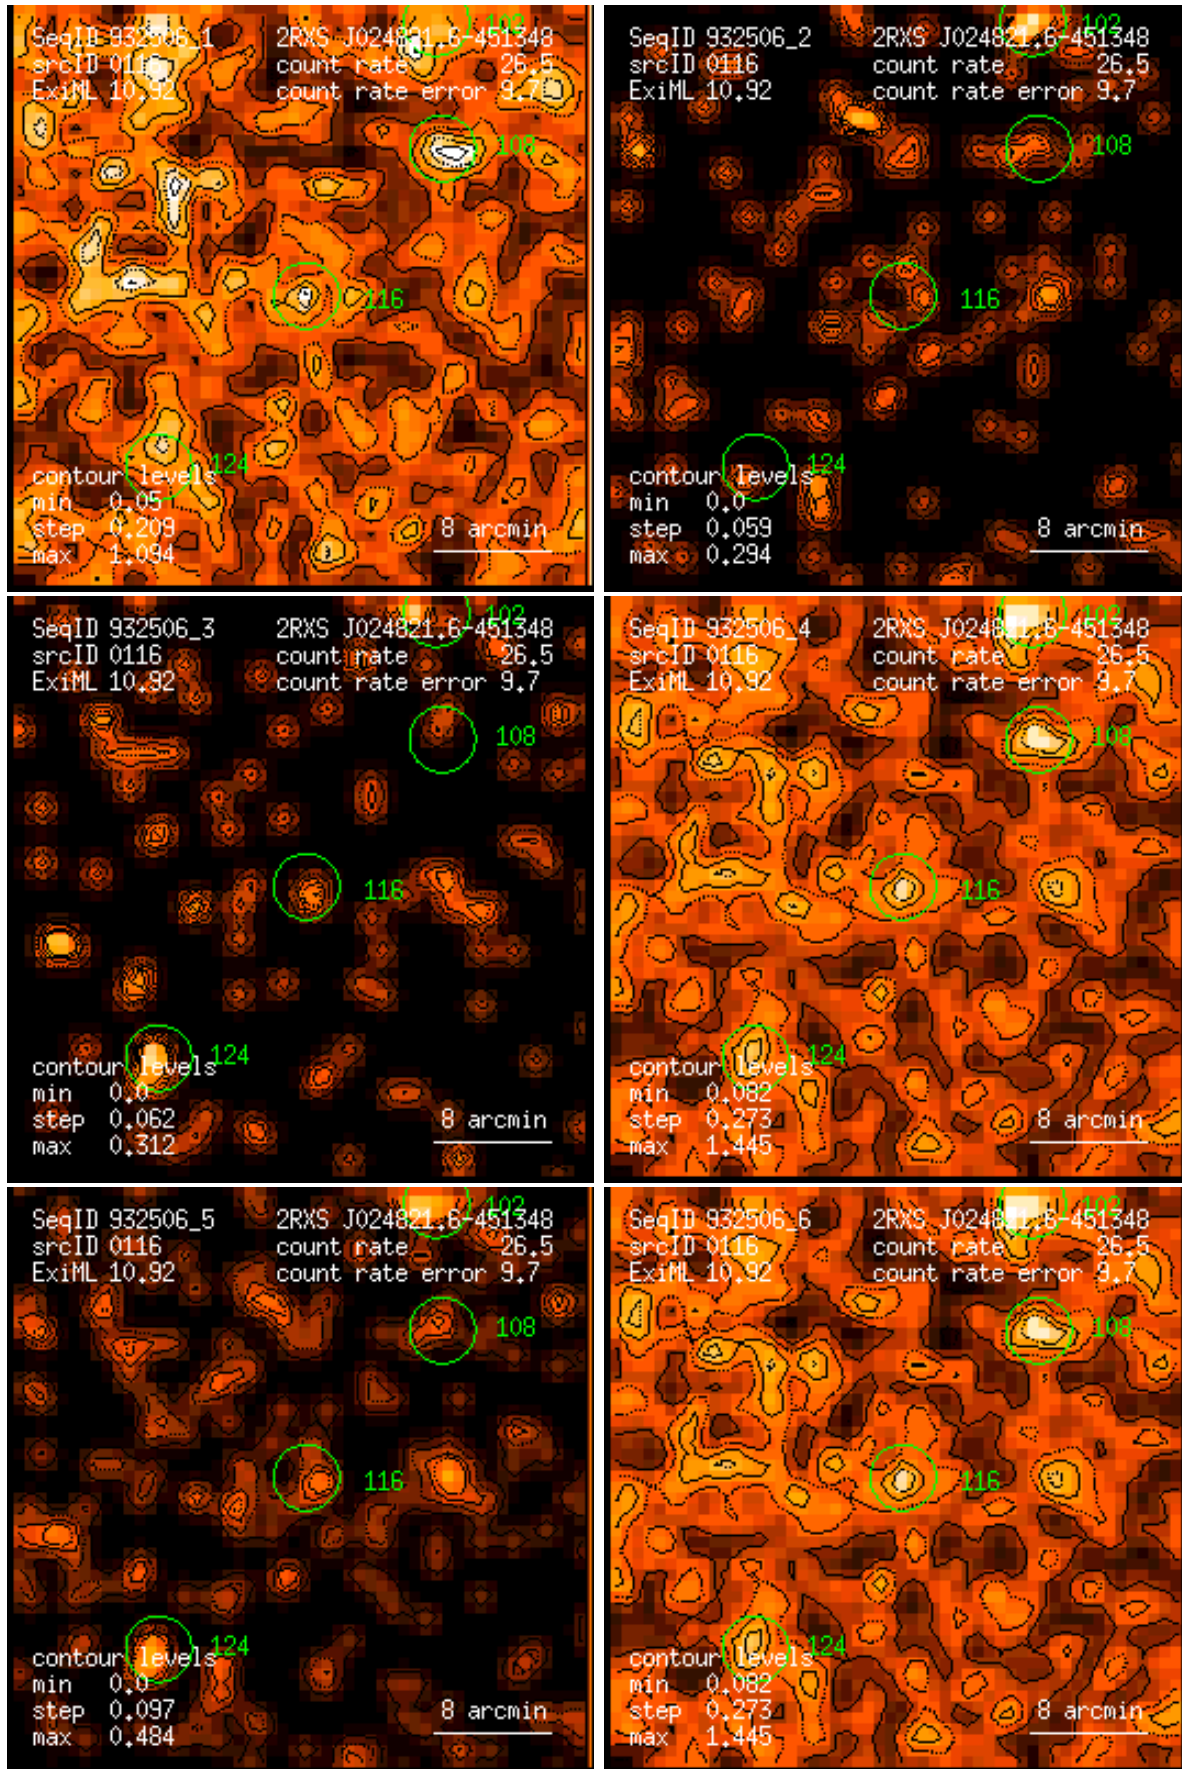 102
SeqID 932506_1 2RXS J024821.6-451348
srcID 0116 count rate 26.5
ExiML 10.92 count rate error 9.7
108
116
124
contour levels
min 0.05
step 0.209 8 arcmin
max 1.094
102
SeqID 932506_2 2RXS J024821.6-451348
srcID 0116 count rate 26.5
ExiML 10.92 count rate error 9.7
108
116
124
contour levels
min 0.0
step 0.059 8 arcmin
max 0.294
102
SeqID 932506_3 2RXS J024821.6-451348
srcID 0116 count rate 26.5
ExiML 10.92 count rate error 9.7
108
116
124
contour levels
min 0.0
step 0.062 8 arcmin
max 0.312
102
SeqID 932506_4 2RXS J024821.6-451348
srcID 0116 count rate 26.5
ExiML 10.92 count rate error 9.7
108
116
124
contour levels
min 0.082
step 0.273 8 arcmin
max 1.445
102
SeqID 932506_5 2RXS J024821.6-451348
srcID 0116 count rate 26.5
ExiML 10.92 count rate error 9.7
108
116
124
contour levels
min 0.0
step 0.097 8 arcmin
max 0.484
102
SeqID 932506_6 2RXS J024821.6-451348
srcID 0116 count rate 26.5
ExiML 10.92 count rate error 9.7
108
116
124
contour levels
min 0.082
step 0.273 8 arcmin
max 1.445